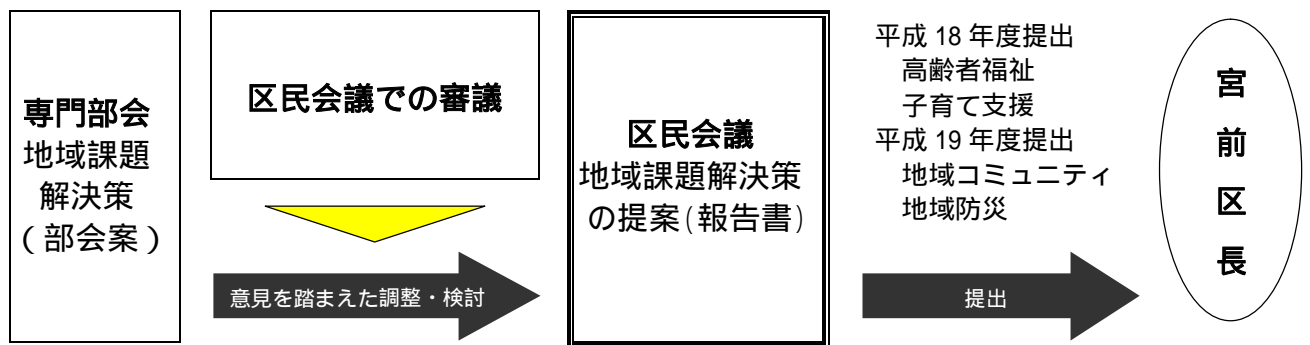 専門部会
地域課題
解決策
（部会案）
区民会議での審議
意見を踏まえた調整・検討
区民会議
地域課題解決策
の提案(報告書)
平成 18 年度提出
高齢者福祉
子育て支援
平成 19 年度提出
地域コミュニティ
地域防災
提出
宮前区長